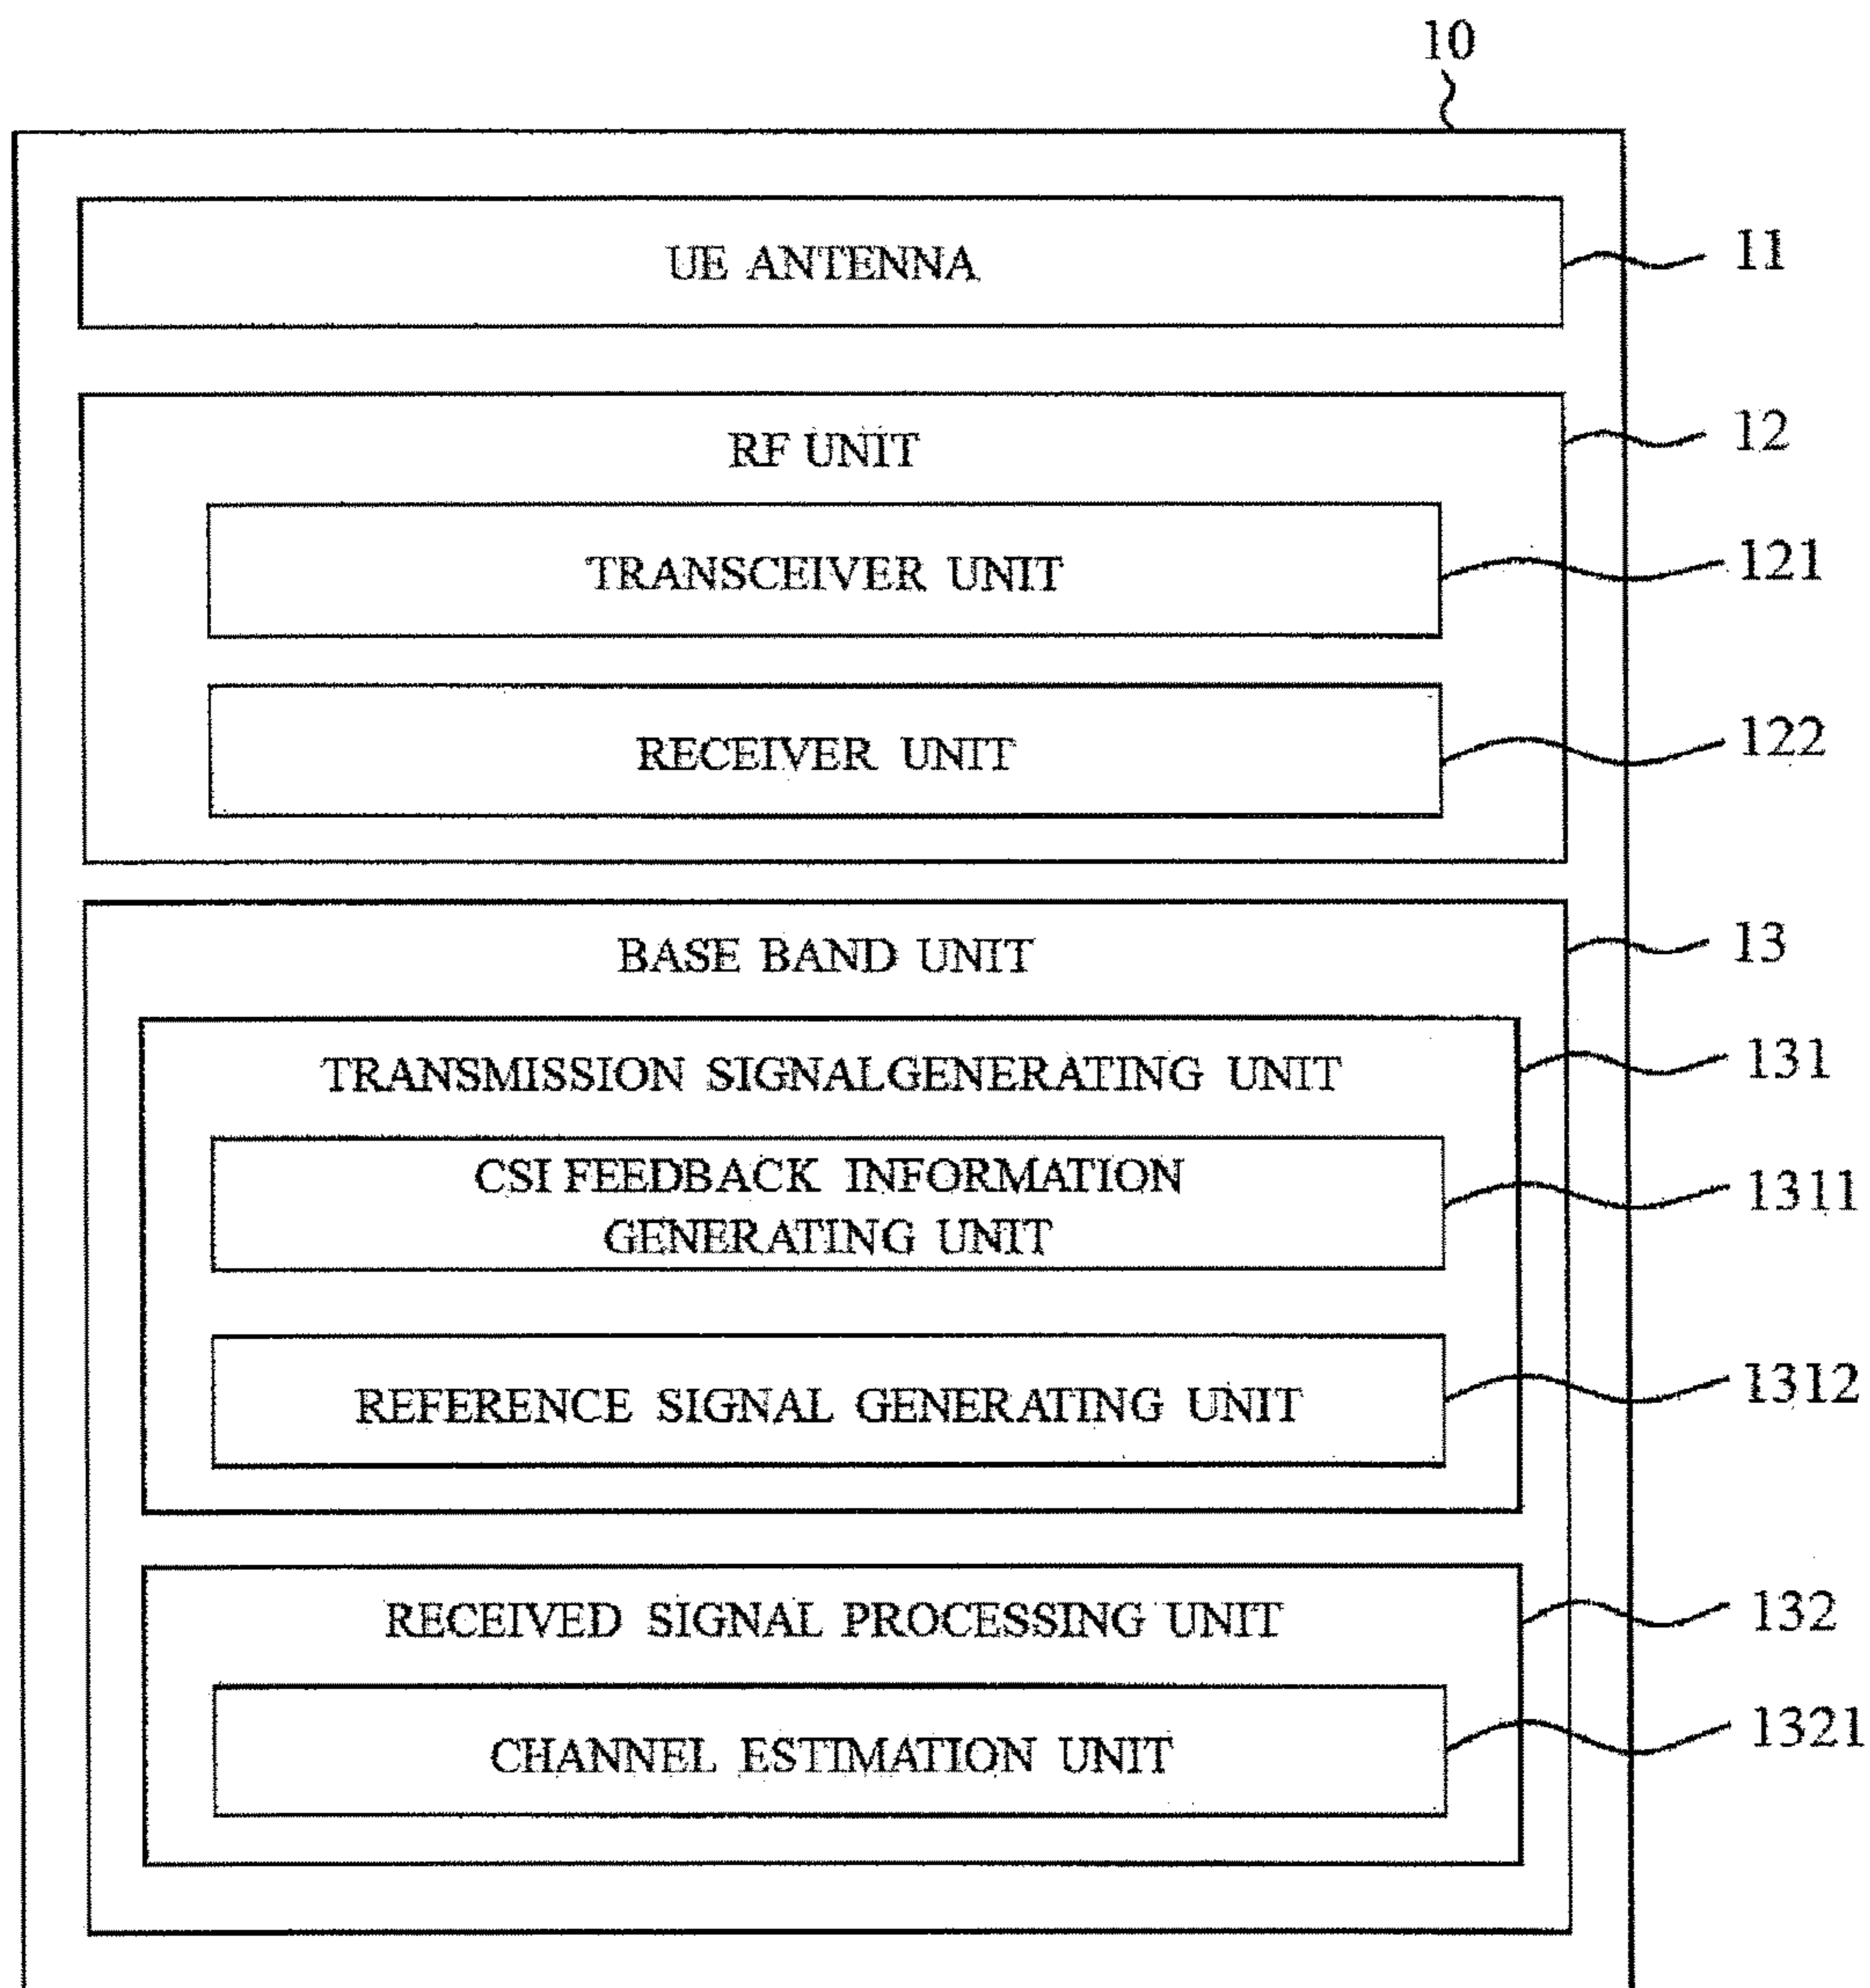 10
UE ANTENNA
11
RF UNIT
12
TRANSCEIVER UNIT
121
RECEIVER UNIT
122
BASE BAND UNIT
13
TRANSMISSION SIGNALGENERATING UNIT
131
CSI FEEDBACK INFORMATION
GENERATING UNIT
1311
REFERENCE SIGNAL GENERATING UNIT
1312
RECEIVED SIGNAL PROCESSING UNIT
132
CHANNEL ESTIMATION UNIT
1321